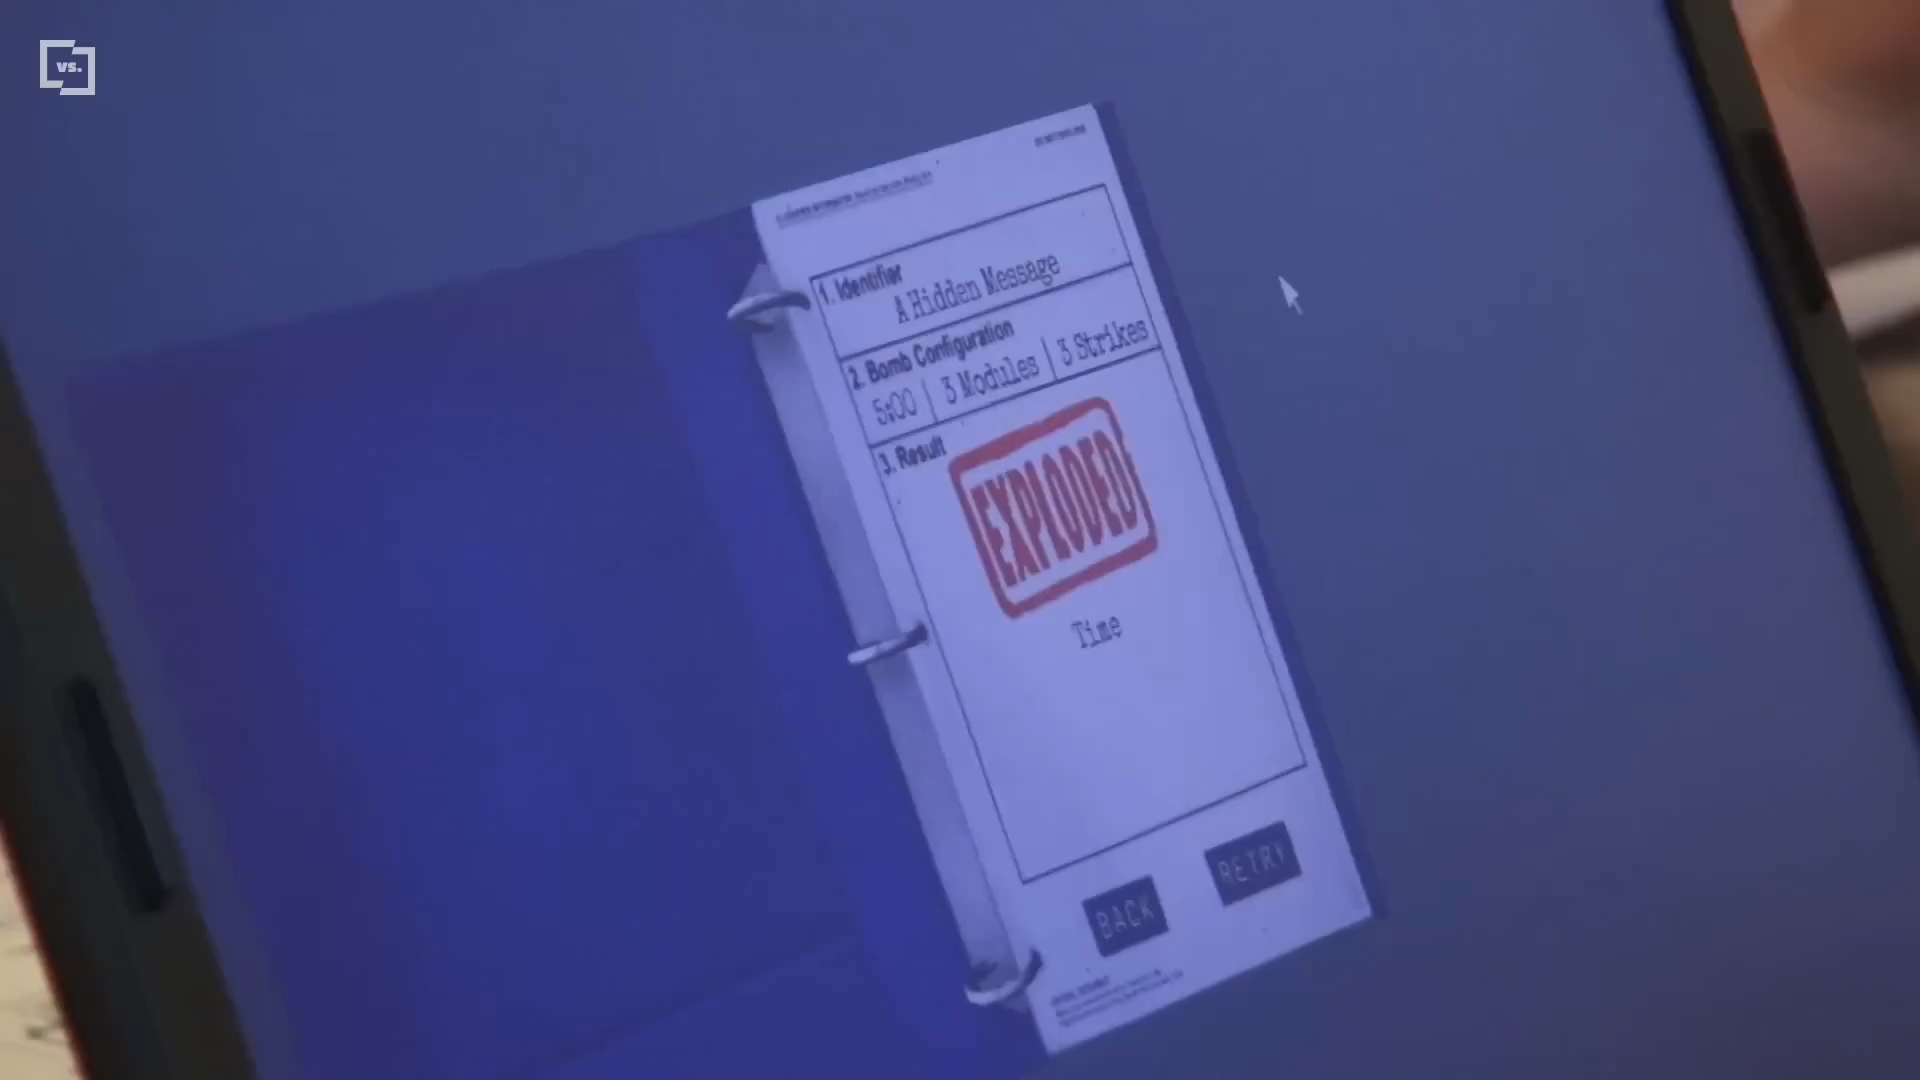 vs.
1. Identifier
A Hidden Message
2. Bomb Configuration
5:00 | 3 Modules | 3 Strikes
3. Result
EXPLODED
Time
BACK
RETRY